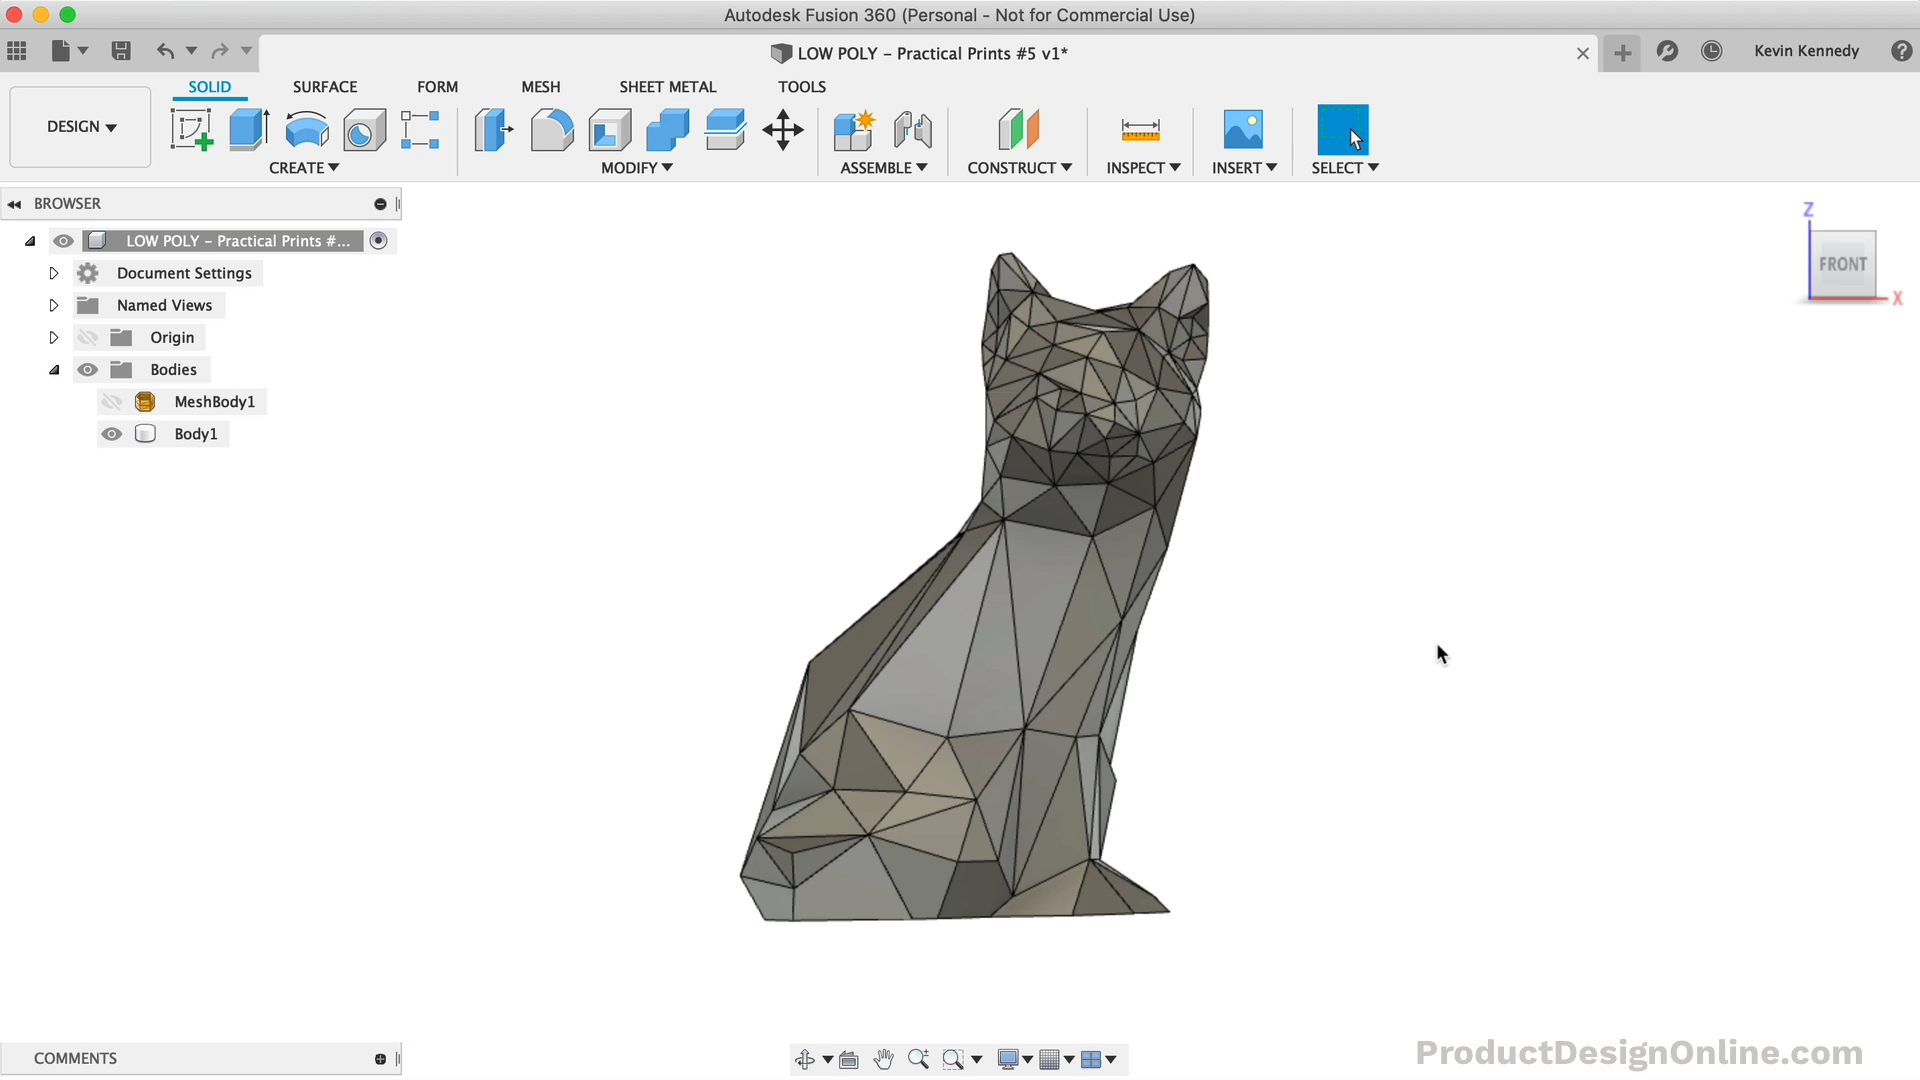 Autodesk Fusion 360 (Personal - Not for Commercial Use)
LOW POLY - Practical Prints #5 v1*
Kevin Kennedy
SOLID SURFACE FORM MESH SHEET METAL TOOLS
DESIGN
CREATE MODIFY ASSEMBLE CONSTRUCT INSPECT INSERT SELECT
BROWSER
LOW POLY - Practical Prints #...
Document Settings
Named Views
Origin
Bodies
MeshBody1
Body1
Z
FRONT
X
COMMENTS
ProductDesignOnline.com